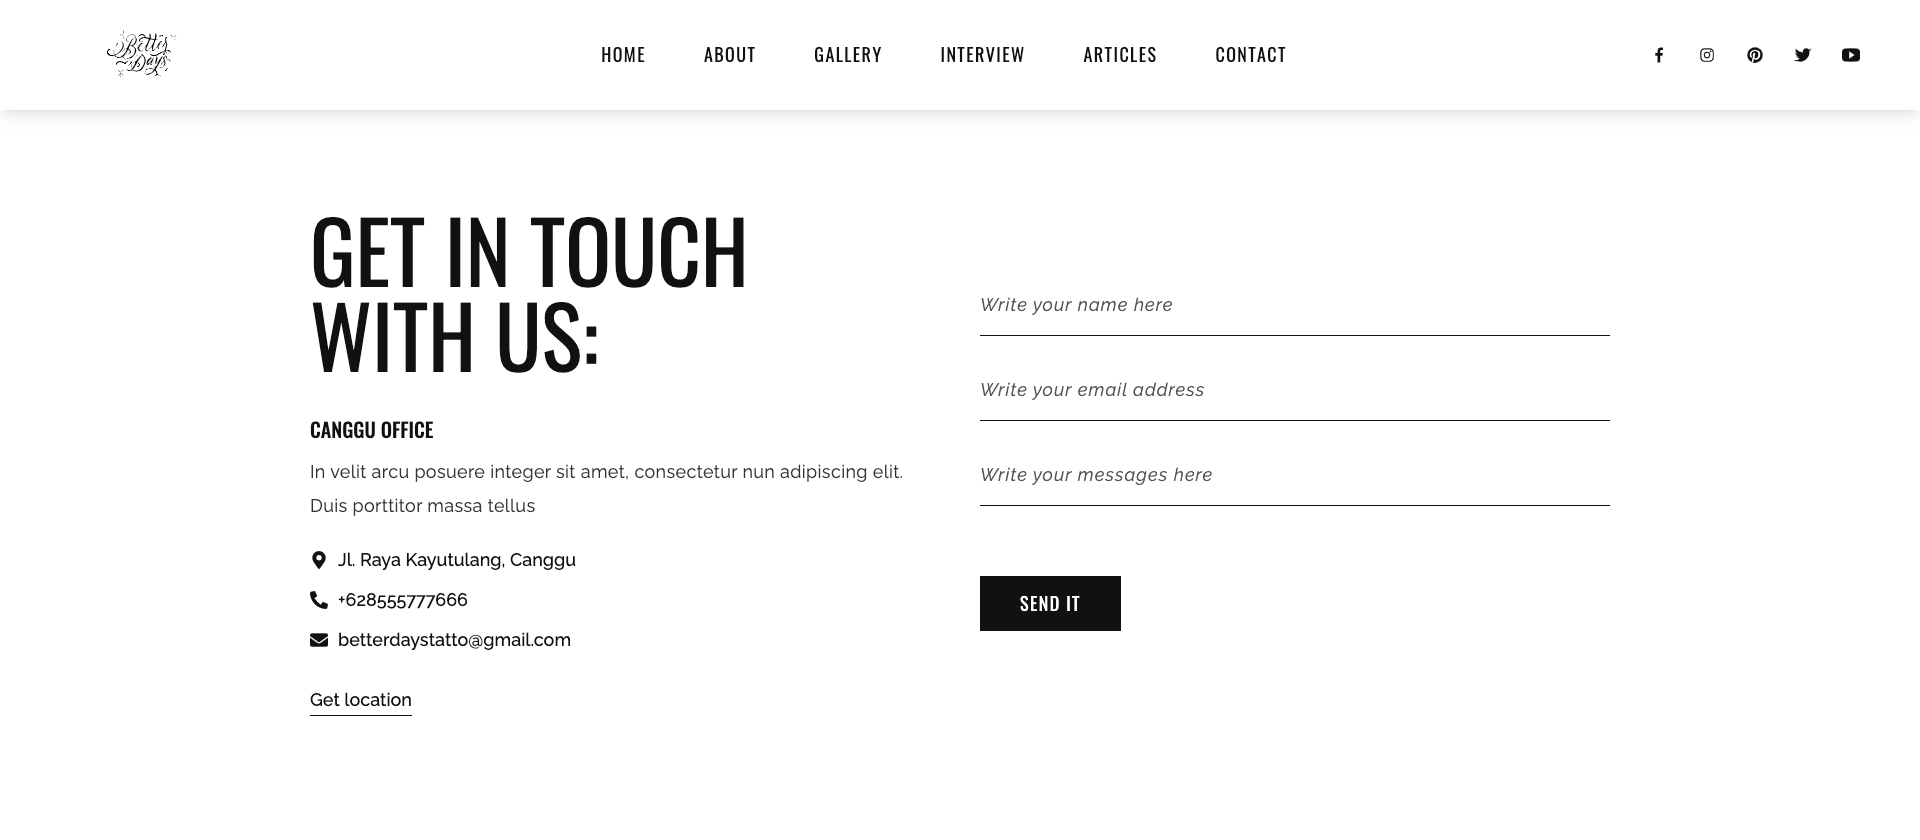 Better
Days
HOME ABOUT GALLERY INTERVIEW ARTICLES CONTACT
GET IN TOUCH
WITH US:
CANGGU OFFICE
In velit arcu posuere integer sit amet, consectetur nun adipiscing elit.
Duis porttitor massa tellus
Jl. Raya Kayutulang, Canggu
+628555777666
betterdaystatto@gmail.com
Get location
Write your name here
Write your email address
Write your messages here
SEND IT